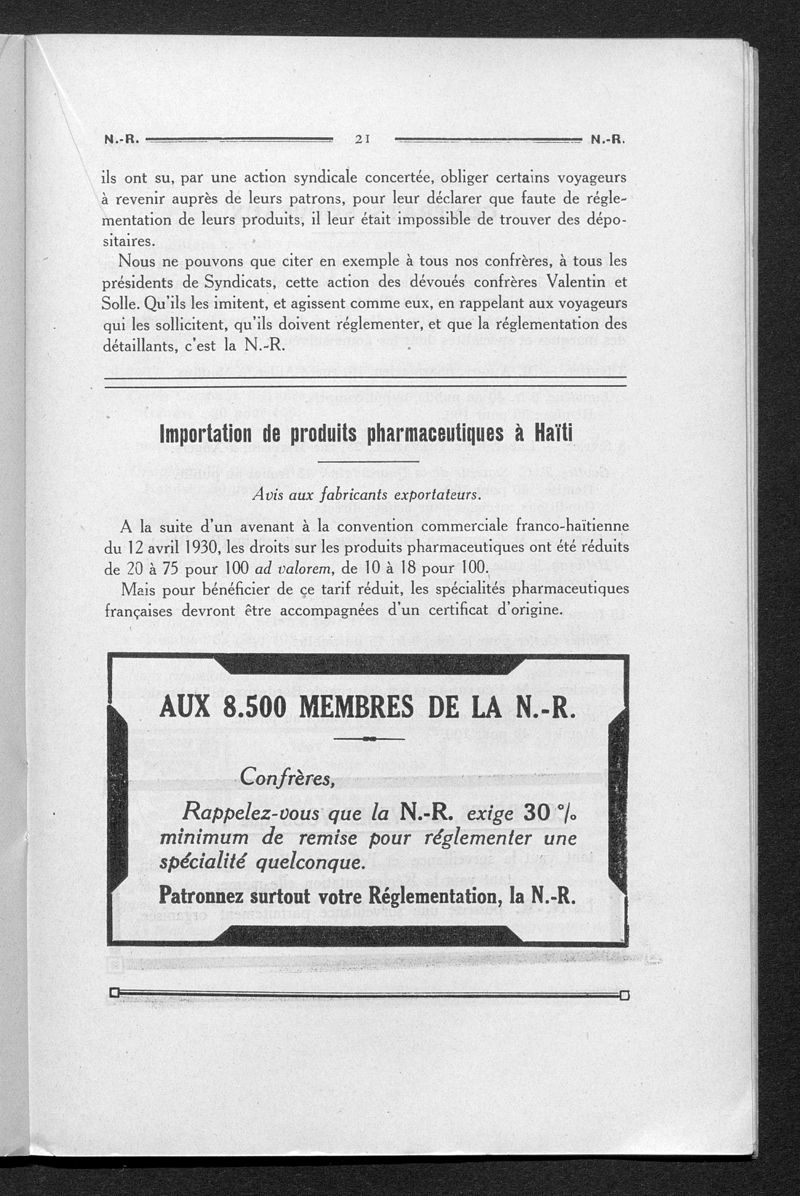 N.-R. 21 N.-R.
ils ont su, par une action syndicale concertée, obliger certains voyageurs
à revenir auprès de leurs patrons, pour leur déclarer que faute de régle-
mentation de leurs produits, il leur était impossible de trouver des dépo-
sitaires.
Nous ne pouvons que citer en exemple à tous nos confrères, à tous les
présidents de Syndicats, cette action des dévoués confrères Valentin et
Solle. Qu'ils les imitent, et agissent comme eux, en rappelant aux voyageurs
qui les sollicitent, qu'ils doivent réglementer, et que la réglementation des
détaillants, c'est la N.-R.
Importation de produits pharmaceutiques à Haïti
Avis aux fabricants exportateurs.
A la suite d'un avenant à la convention commerciale franco-haïtienne
du 12 avril 1930, les droits sur les produits pharmaceutiques ont été réduits
de 20 à 75 pour 100 ad valorem, de 10 à 18 pour 100.
Mais pour bénéficier de çe tarif réduit, les spécialités pharmaceutiques
françaises devront être accompagnées d'un certificat d'origine.
AUX 8.500 MEMBRES DE LA N.-R.
Confrères,
Rappelez-vous que la N.-R. exige 30 %
minimum de remise pour réglementer une
spécialité quelconque.
Patronnez surtout votre Réglementation, la N.-R.